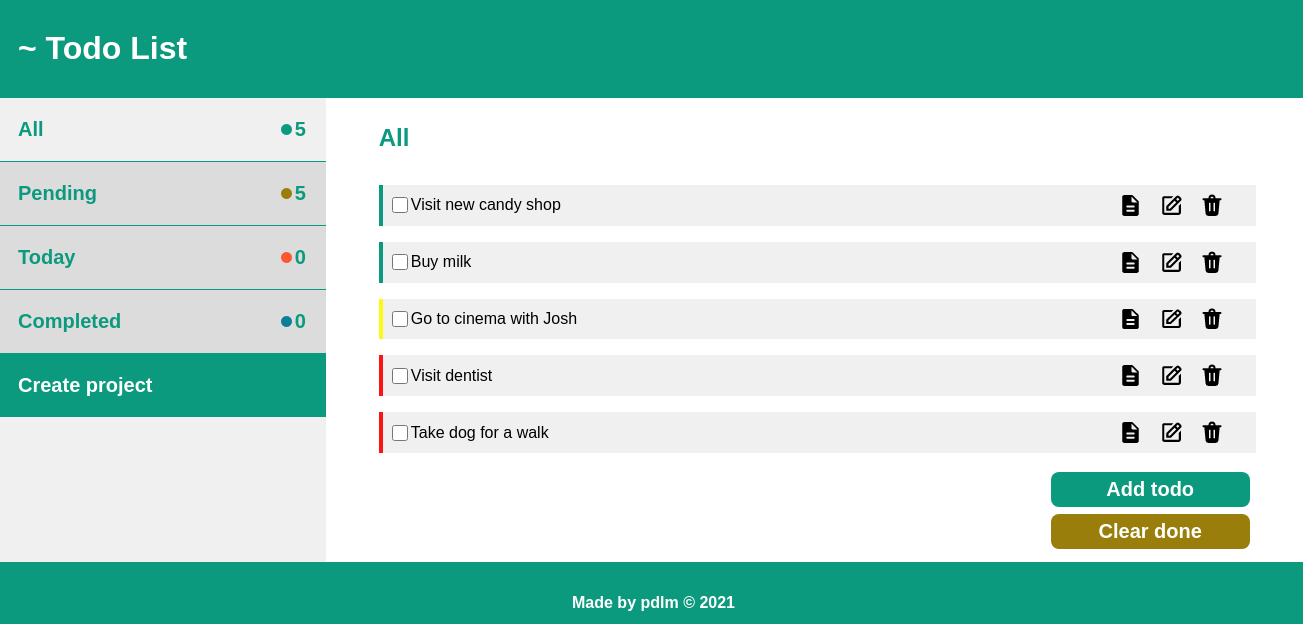 ~ Todo List
All 5
Pending 5
Today 0
Completed 0
Create project
All
Visit new candy shop
Buy milk
Go to cinema with Josh
Visit dentist
Take dog for a walk
Add todo
Clear done
Made by pdlm © 2021